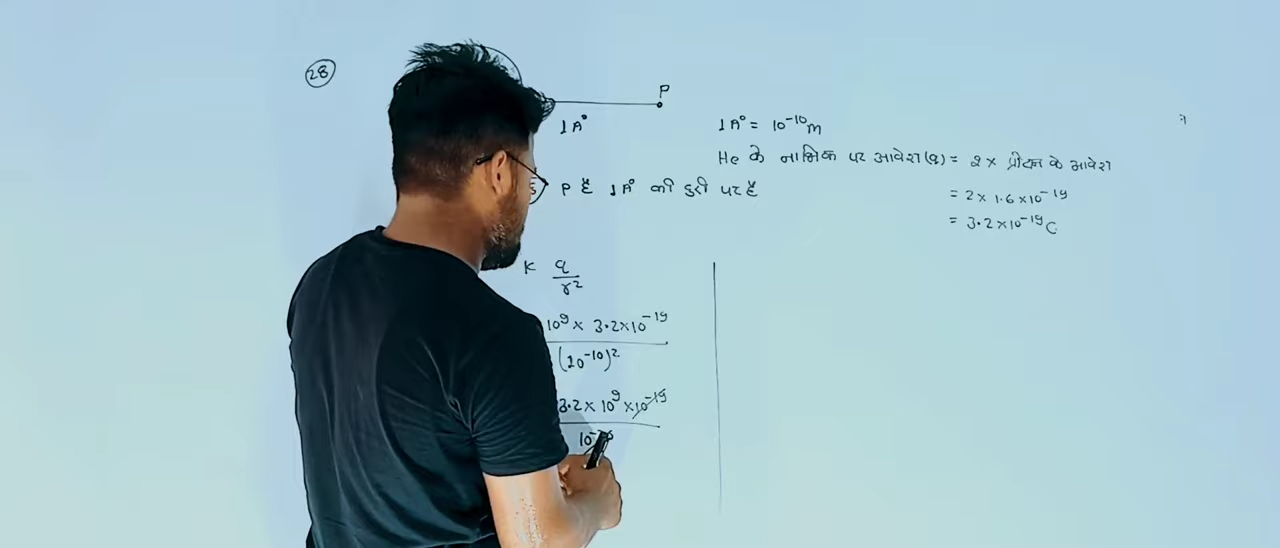 28
P
1A°
1A° = 10⁻¹⁰m
He के नाभिक पर आवेश(q) = 2 x प्रोटान के आवेश
P है 1A° की दुरी पर है
= 2 x 1.6 x 10⁻¹⁹
= 3.2 x 10⁻¹⁹ C
K q/r²
10⁹ x 3.2 x 10⁻¹⁹
(10⁻¹⁰)²
3.2 x 10⁹ x 10⁻¹⁹